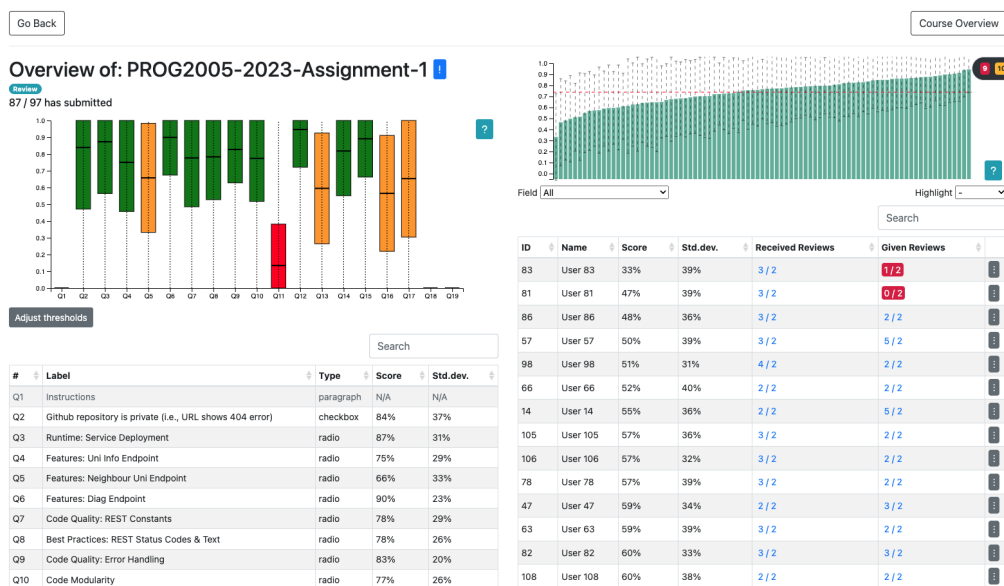 Go Back
Course Overview
Overview of: PROG2005-2023-Assignment-1 !
Review
87 / 97 has submitted
?
1.0
0.9
0.8
0.7
0.6
0.5
0.4
0.3
0.2
0.1
0.0
Q1 Q2 Q3 Q4 Q5 Q6 Q7 Q8 Q9 Q10 Q11 Q12 Q13 Q14 Q15 Q16 Q17 Q18 Q19
Adjust thresholds
Search
# Label Type Score Std.dev.
Q1 Instructions paragraph N/A N/A
Q2 Github repository is private (i.e., URL shows 404 error) checkbox 84% 37%
Q3 Runtime: Service Deployment radio 87% 31%
Q4 Features: Uni Info Endpoint radio 75% 29%
Q5 Features: Neighbour Uni Endpoint radio 66% 33%
Q6 Features: Diag Endpoint radio 90% 23%
Q7 Code Quality: REST Constants radio 78% 29%
Q8 Best Practices: REST Status Codes & Text radio 78% 26%
Q9 Code Quality: Error Handling radio 83% 20%
Q10 Code Modularity radio 77% 26%
1.0
0.9
0.8
0.7
0.6
0.5
0.4
0.3
0.2
0.1
0.0
9 10
?
Field All Highlight -
Search
ID Name Score Std.dev. Received Reviews Given Reviews
83 User 83 33% 39% 3 / 2 1 / 2
81 User 81 47% 39% 3 / 2 0 / 2
86 User 86 48% 36% 3 / 2 2 / 2
57 User 57 50% 39% 3 / 2 5 / 2
98 User 98 51% 31% 4 / 2 2 / 2
66 User 66 52% 40% 2 / 2 2 / 2
14 User 14 55% 36% 2 / 2 5 / 2
105 User 105 57% 36% 3 / 2 2 / 2
106 User 106 57% 32% 3 / 2 2 / 2
78 User 78 57% 39% 3 / 2 2 / 2
47 User 47 59% 34% 2 / 2 3 / 2
63 User 63 59% 39% 3 / 2 2 / 2
82 User 82 60% 33% 3 / 2 3 / 2
108 User 108 60% 38% 2 / 2 2 / 2